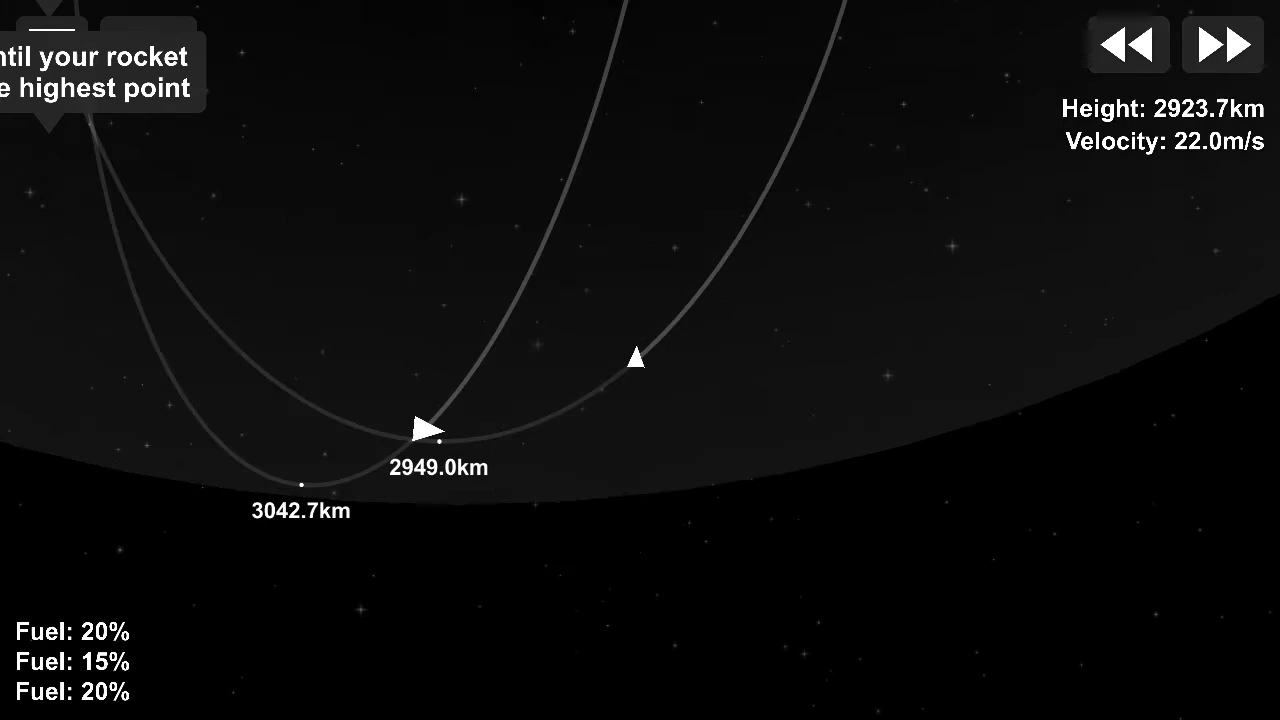 ntil your rocket
e highest point
Height: 2923.7km
Velocity: 22.0m/s
2949.0km
3042.7km
Fuel: 20%
Fuel: 15%
Fuel: 20%